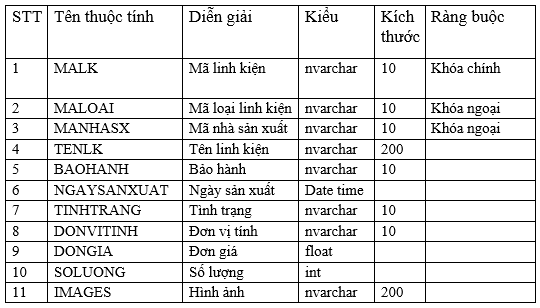 STT Tên thuộc tính Diễn giải Kiểu Kích thước Ràng buộc
1 MALK Mã linh kiện nvarchar 10 Khóa chính
2 MALOAI Mã loại linh kiện nvarchar 10 Khóa ngoại
3 MANHASX Mã nhà sản xuất nvarchar 10 Khóa ngoại
4 TENLK Tên linh kiện nvarchar 200
5 BAOHANH Bảo hành nvarchar 10
6 NGAYSANXUAT Ngày sản xuất Date time
7 TINHTRANG Tình trạng nvarchar 10
8 DONVITINH Đơn vị tính nvarchar 10
9 DONGIA Đơn giá float
10 SOLUONG Số lượng int
11 IMAGES Hình ảnh nvarchar 200